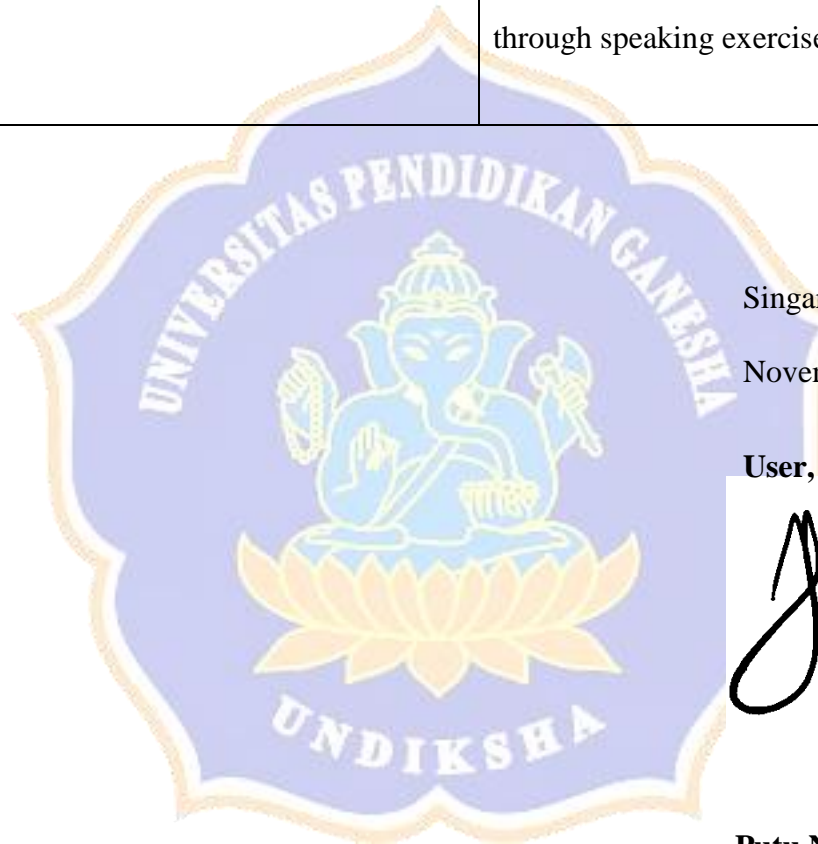 through speaking exercise
UNIVERSITAS PENDIDIKAN GANESHA
User,
UNDIKSHA